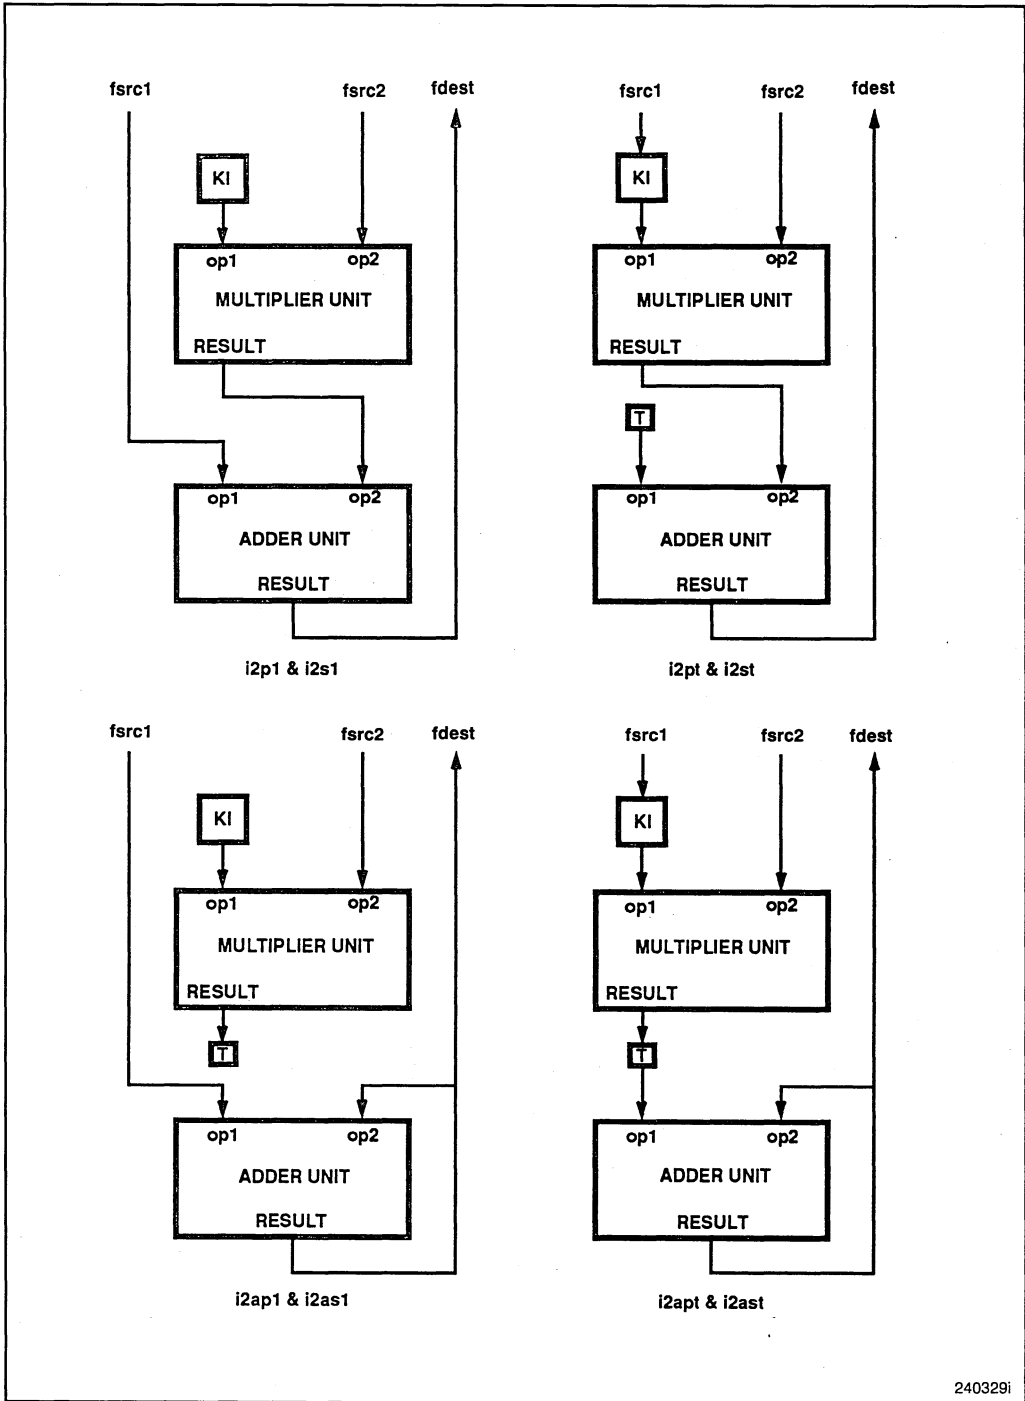 fsrc1 fsrc2 fdest
KI
op1 op2
MULTIPLIER UNIT
RESULT
op1 op2
ADDER UNIT
RESULT
i2p1 & i2s1
fsrc1 fsrc2 fdest
KI
op1 op2
MULTIPLIER UNIT
RESULT
T
op1 op2
ADDER UNIT
RESULT
i2pt & i2st
fsrc1 fsrc2 fdest
KI
op1 op2
MULTIPLIER UNIT
RESULT
T
op1 op2
ADDER UNIT
RESULT
i2ap1 & i2as1
fsrc1 fsrc2 fdest
KI
op1 op2
MULTIPLIER UNIT
RESULT
T
op1 op2
ADDER UNIT
RESULT
i2apt & i2ast
240329i